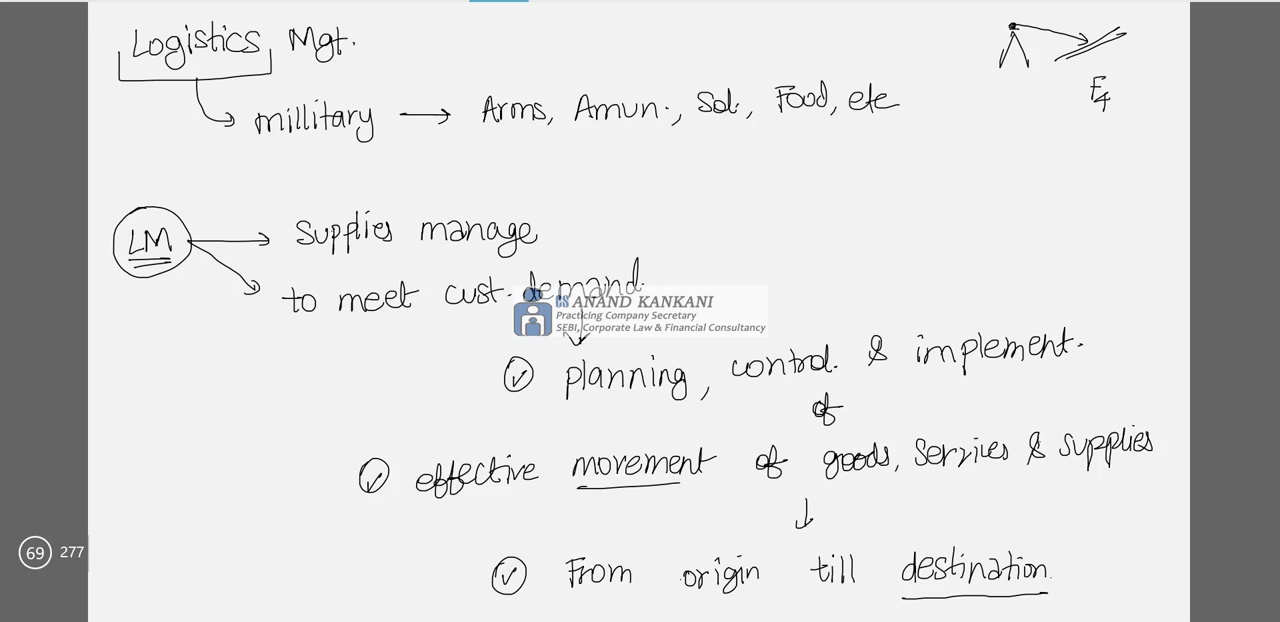 Logistics Mgt.
millitary → Arms, Amun., Sol., Food, etc
LM → Supplies manage
to meet cust. demand.
CS ANAND KANKANI
Practicing Company Secretary
SEBI, Corporate Law & Financial Consultancy
planning, control. & implement.
of
effective movement of goods, Services & supplies
69 277
From origin till destination.